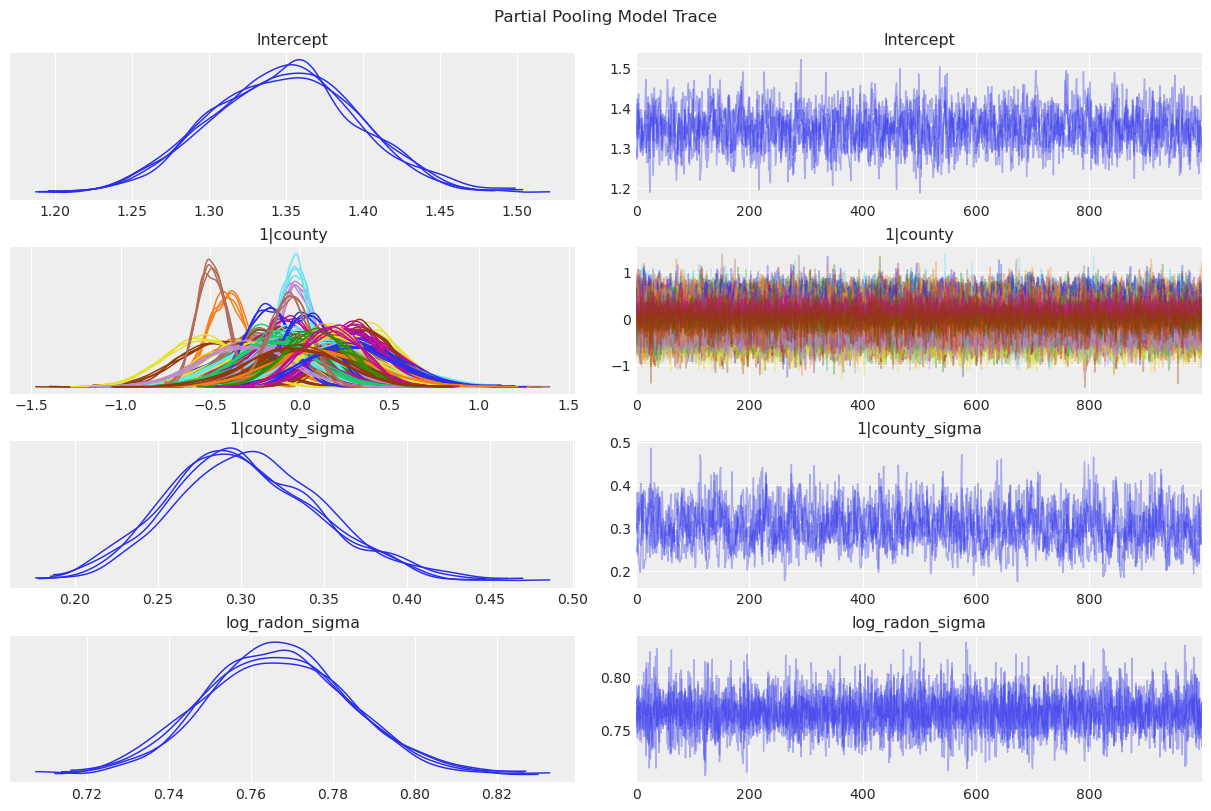 Partial Pooling Model Trace
Intercept
Intercept
1.20 1.25 1.30 1.35 1.40 1.45 1.50
1.5
1.4
1.3
1.2
0 200 400 600 800
1|county
1|county
−1.5 −1.0 −0.5 0.0 0.5 1.0 1.5
1
0
−1
0 200 400 600 800
1|county_sigma
1|county_sigma
0.20 0.25 0.30 0.35 0.40 0.45 0.50
0.5
0.4
0.3
0.2
0 200 400 600 800
log_radon_sigma
log_radon_sigma
0.72 0.74 0.76 0.78 0.80 0.82
0.80
0.75
0 200 400 600 800